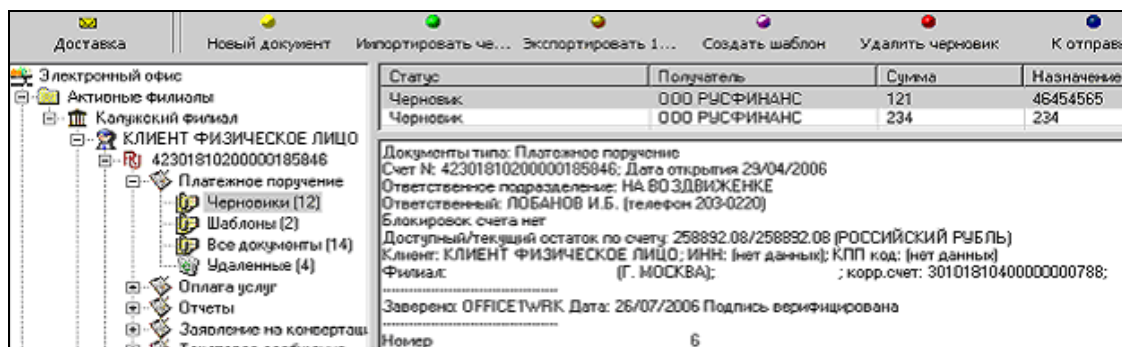 Доставка
Новый документ
Импортировать че...
Экспортировать 1...
Создать шаблон
Удалить черновик
К отправ
Электронный офис
Активные филиалы
Калужский филиал
КЛИЕНТ ФИЗИЧЕСКОЕ ЛИЦО
42301810200000185846
Платежное поручение
Черновики (12)
Шаблоны (2)
Все документы (14)
Удаленные (4)
Оплата услуг
Отчеты
Заявление на конверташ
Статус Получатель Сумма Назначение
Черновик ООО РУСФИНАНС 121 46454565
Черновик ООО РУСФИНАНС 234 234
Документы типа: Платежное поручение
Счет N: 42301810200000185846; Дата открытия 29/04/2006
Ответственное подразделение: НА ВОЗДВИЖЕНКЕ
Ответственный: ЛОБАНОВ И.Б. (телефон 203-0220)
Блокировок счета нет
Доступный/текущий остаток по счету: 258892.08/258892.08 (РОССИЙСКИЙ РУБЛЬ)
Клиент: КЛИЕНТ ФИЗИЧЕСКОЕ ЛИЦО; ИНН: (нет данных); КПП код: (нет данных)
Филиал: (Г. МОСКВА); ; корр.счет: 30101810400000000788;
Заверено: OFFICE1WRK Дата: 26/07/2006 Подпись верифицирована
Номер 6